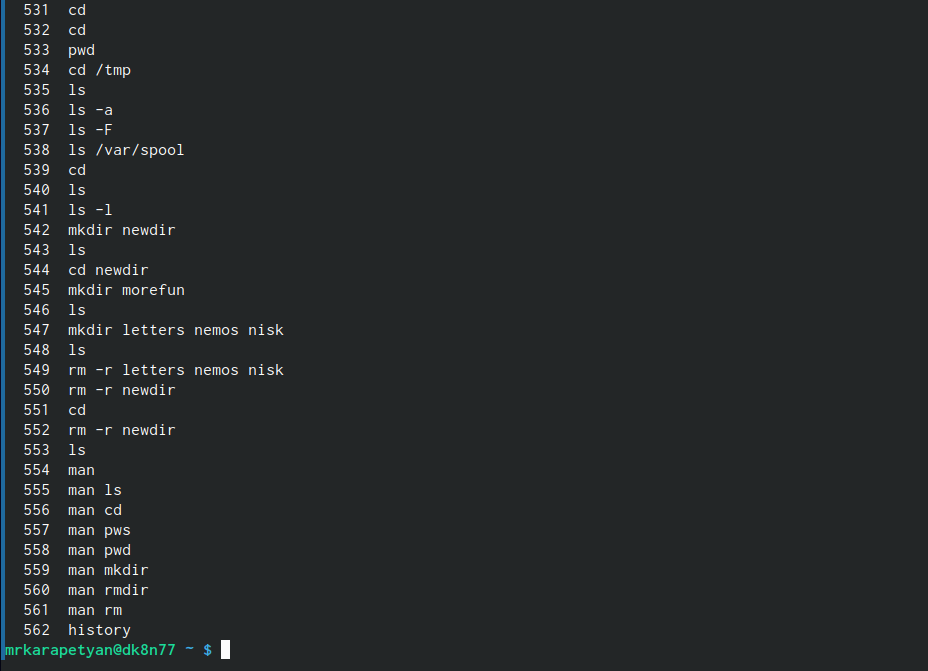 531 cd
532 cd
533 pwd
534 cd /tmp
535 ls
536 ls -a
537 ls -F
538 ls /var/spool
539 cd
540 ls
541 ls -l
542 mkdir newdir
543 ls
544 cd newdir
545 mkdir morefun
546 ls
547 mkdir letters nemos nisk
548 ls
549 rm -r letters nemos nisk
550 rm -r newdir
551 cd
552 rm -r newdir
553 ls
554 man
555 man ls
556 man cd
557 man pws
558 man pwd
559 man mkdir
560 man rmdir
561 man rm
562 history
mrkarapetyan@dk8n77 ~ $